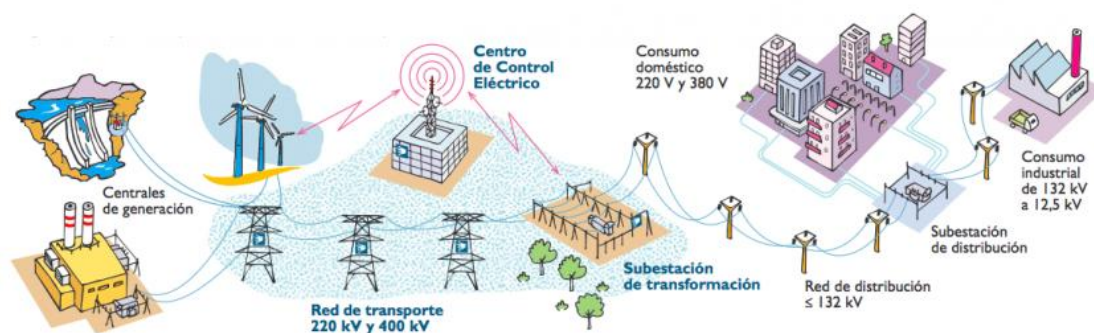 Centrales
de generación
Centro
de Control
Eléctrico
Red de transporte
220 kV y 400 kV
Subestación
de transformación
Consumo
doméstico
220 V y 380 V
Red de distribución
≤ 132 kV
Subestación
de distribución
Consumo
industrial
de 132 kV
a 12,5 kV